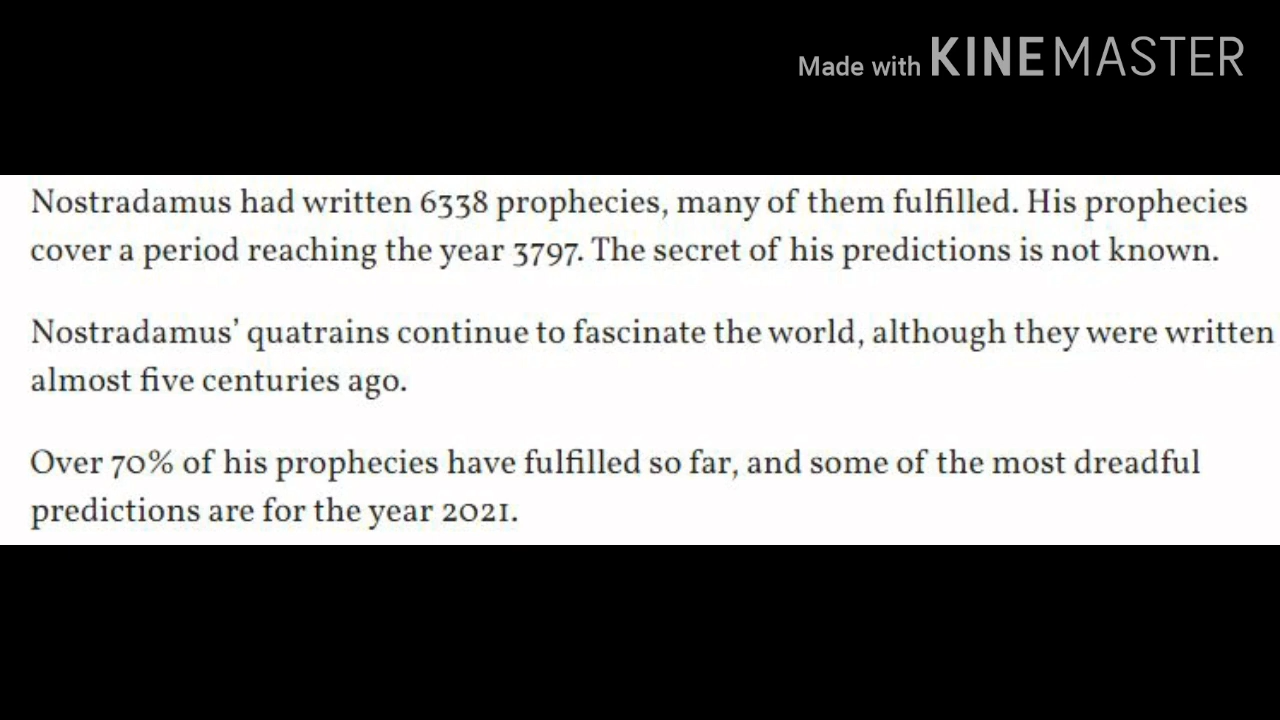 Made with KINEMASTER
Nostradamus had written 6338 prophecies, many of them fulfilled. His prophecies
cover a period reaching the year 3797. The secret of his predictions is not known.
Nostradamus’ quatrains continue to fascinate the world, although they were written
almost five centuries ago.
Over 70% of his prophecies have fulfilled so far, and some of the most dreadful
predictions are for the year 2021.